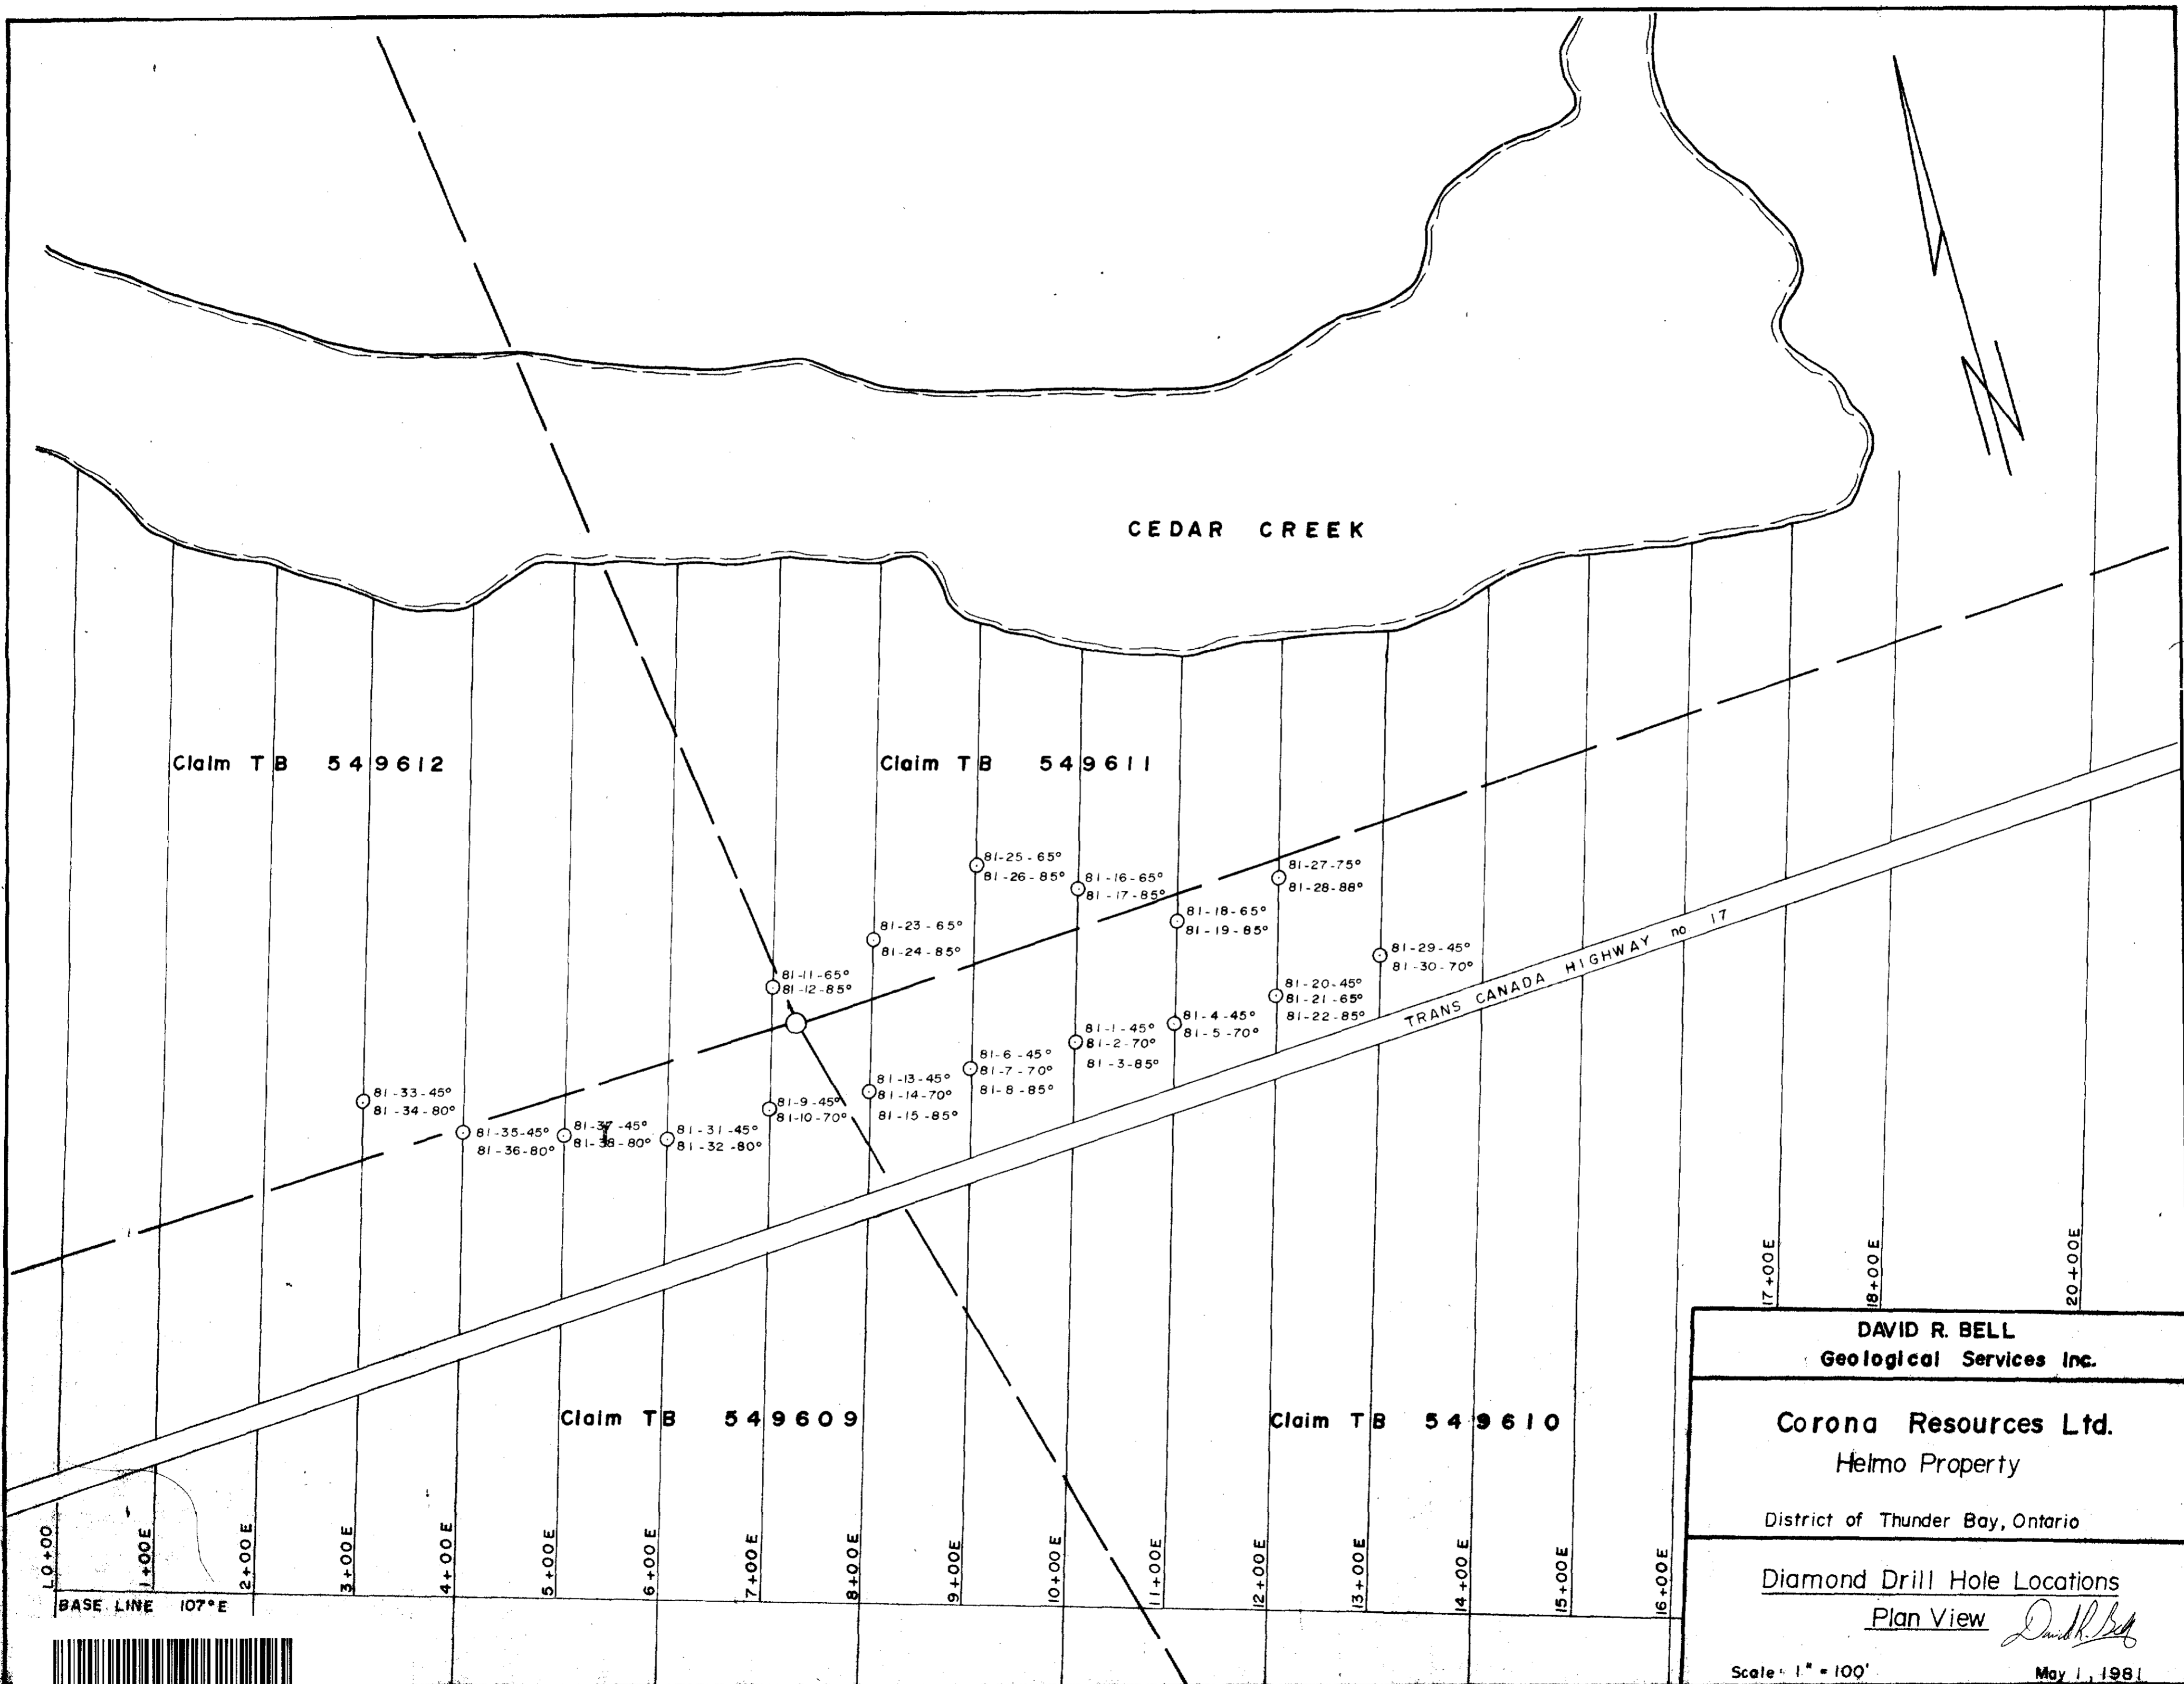 CEDAR CREEK
Claim TB 549612
Claim TB 549611
81-25-65°
81-26-85°
81-16-65°
81-17-85°
81-27-75°
81-28-88°
81-18-65°
81-19-85°
81-23-65°
81-24-85°
81-11-65°
81-12-85°
81-29-45°
81-30-70°
81-20-45°
81-21-65°
81-22-85°
TRANS CANADA HIGHWAY no 17
81-4-45°
81-5-70°
81-1-45°
81-2-70°
81-3-85°
81-6-45°
81-7-70°
81-8-85°
81-13-45°
81-14-70°
81-15-85°
81-9-45°
81-10-70°
81-33-45°
81-34-80°
81-35-45°
81-36-80°
81-37-45°
81-38-80°
81-31-45°
81-32-80°
Claim TB 549609
Claim TB 549610
L0+00
1+00E
2+00E
3+00E
4+00E
5+00E
6+00E
7+00E
8+00E
9+00E
10+00E
11+00E
12+00E
13+00E
14+00E
15+00E
16+00E
17+00E
18+00E
20+00E
BASE LINE 107°E
N
DAVID R. BELL
Geological Services Inc.
Corona Resources Ltd.
Helmo Property
District of Thunder Bay, Ontario
Diamond Drill Hole Locations
Plan View
David R. Bell
Scale: 1" = 100'
May 1, 1981